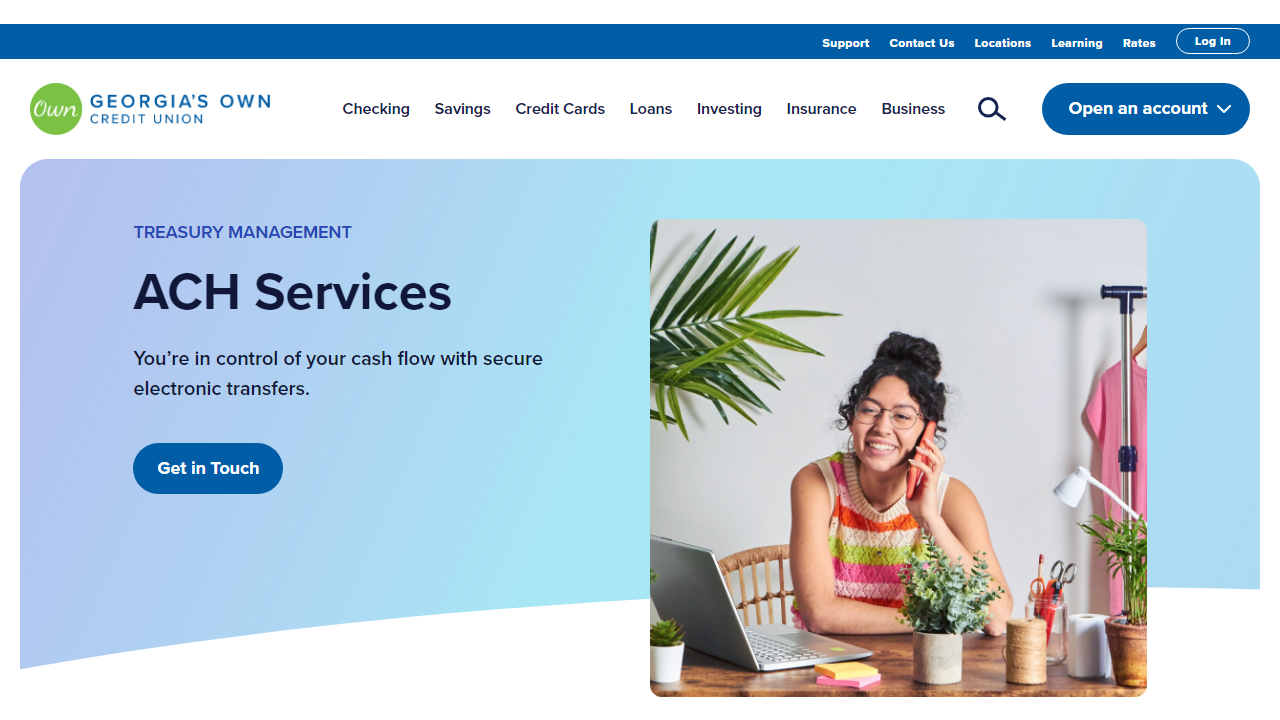 Support Contact Us Locations Learning Rates Log In
Own GEORGIA'S OWN
CREDIT UNION
Checking Savings Credit Cards Loans Investing Insurance Business Open an account
TREASURY MANAGEMENT
ACH Services
You’re in control of your cash flow with secure
electronic transfers.
Get in Touch